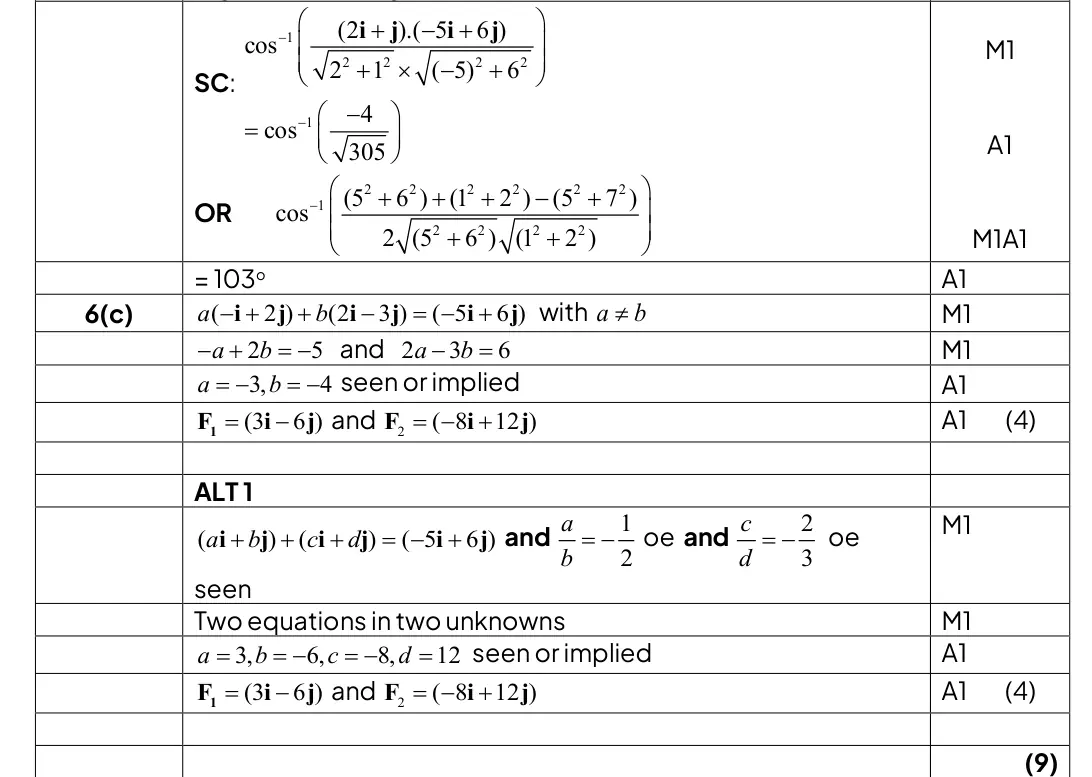 SC: cos⁻¹( (2i + j).(−5i + 6j) / √(2² + 1²) × √((−5)² + 6²) ) M1
= cos⁻¹( −4 / √305 ) A1
OR cos⁻¹( ((5² + 6²) + (1² + 2²) − (5² + 7²)) / 2√(5² + 6²)√(1² + 2²) ) M1A1
= 103° A1
6(c) a(−i + 2j) + b(2i − 3j) = (−5i + 6j) with a ≠ b M1
−a + 2b = −5 and 2a − 3b = 6 M1
a = −3, b = −4 seen or implied A1
F₁ = (3i − 6j) and F₂ = (−8i + 12j) A1 (4)
ALT 1
(ai + bj) + (ci + dj) = (−5i + 6j) and a/b = −1/2 oe and c/d = −2/3 oe M1
seen
Two equations in two unknowns M1
a = 3, b = −6, c = −8, d = 12 seen or implied A1
F₁ = (3i − 6j) and F₂ = (−8i + 12j) A1 (4)
(9)